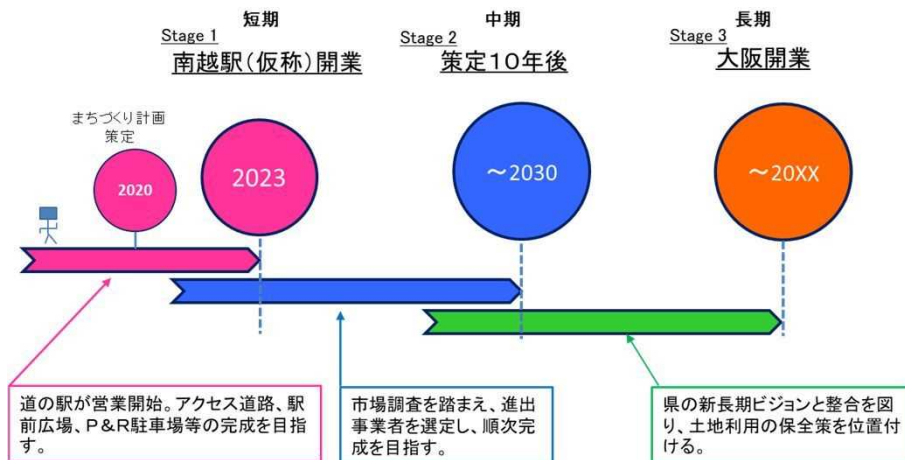 短期
Stage 1
南越駅(仮称)開業
中期
Stage 2
策定10年後
長期
Stage 3
大阪開業
まちづくり計画
策定
2020
2023
～2030
～20XX
道の駅が営業開始。アクセス道路、駅
前広場、P&R駐車場等の完成を目指
す。
市場調査を踏まえ、進出
事業者を選定し、順次完
成を目指す。
県の新長期ビジョンと整合を図
り、土地利用の保全策を位置付
ける。